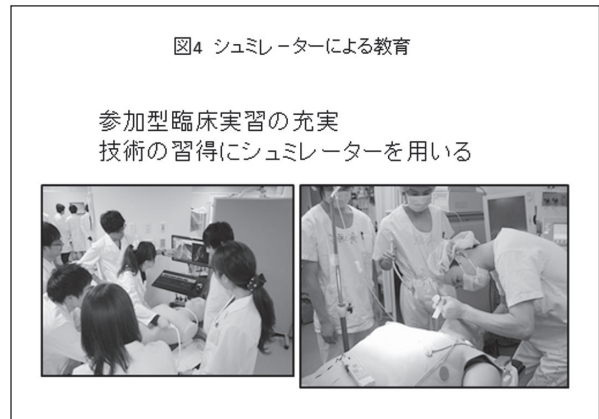 図4 シュミレーターによる教育
参加型臨床実習の充実
技術の習得にシュミレーターを用いる